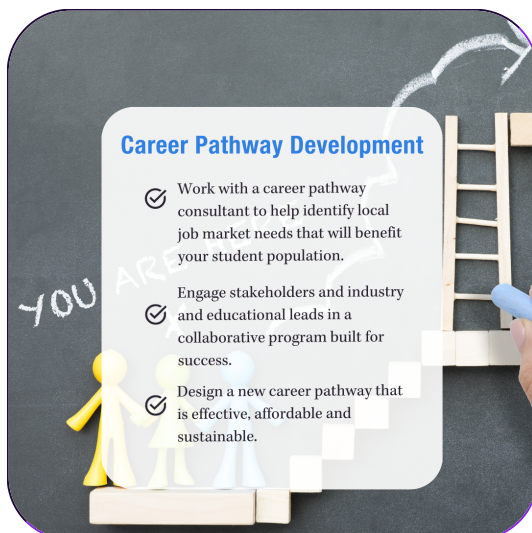 Career Pathway Development
Work with a career pathway
consultant to help identify local
job market needs that will benefit
your student population.
YOU ARE HERE
Engage stakeholders and industry
and educational leads in a
collaborative program built for
success.
Design a new career pathway that
is effective, affordable and
sustainable.